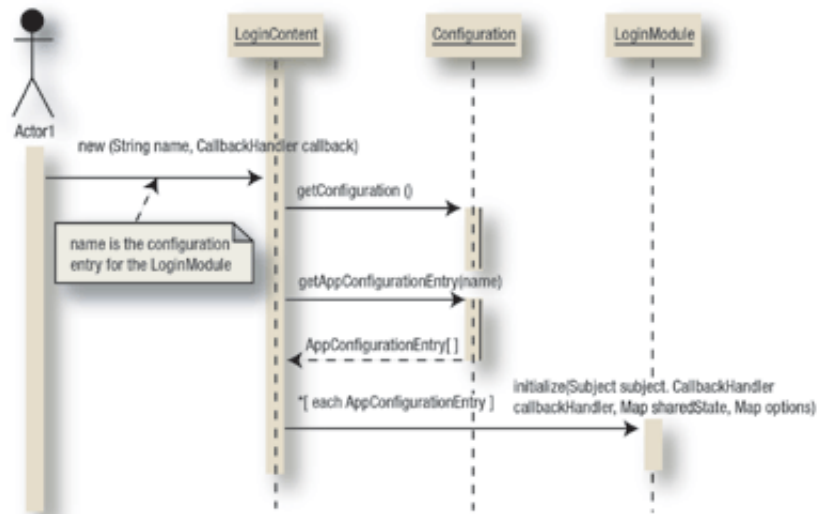 LoginContent
Configuration
LoginModule
Actor1
new (String name, CallbackHandler callback)
getConfiguration ()
name is the configuration
entry for the LoginModule
getAppConfigurationEntry(name)
AppConfigurationEntry[ ]
*[ each AppConfigurationEntry ]
initialize(Subject subject. CallbackHandler
callbackHandler, Map sharedState, Map options)